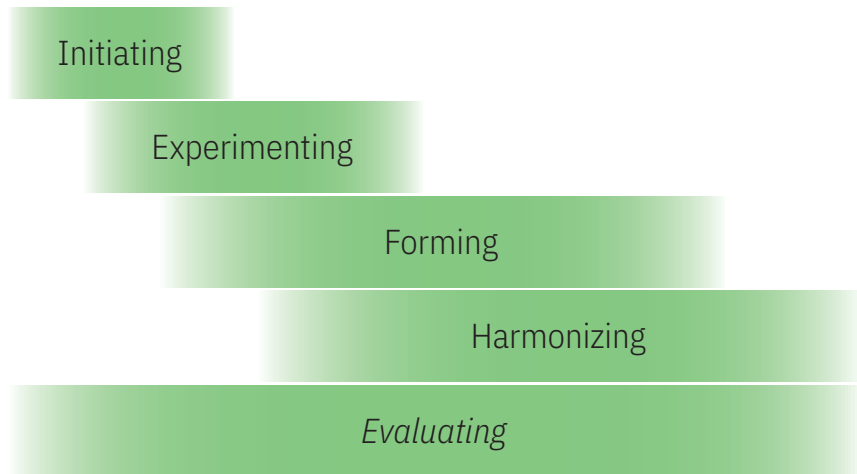 Initiating
Experimenting
Forming
Harmonizing
Evaluating